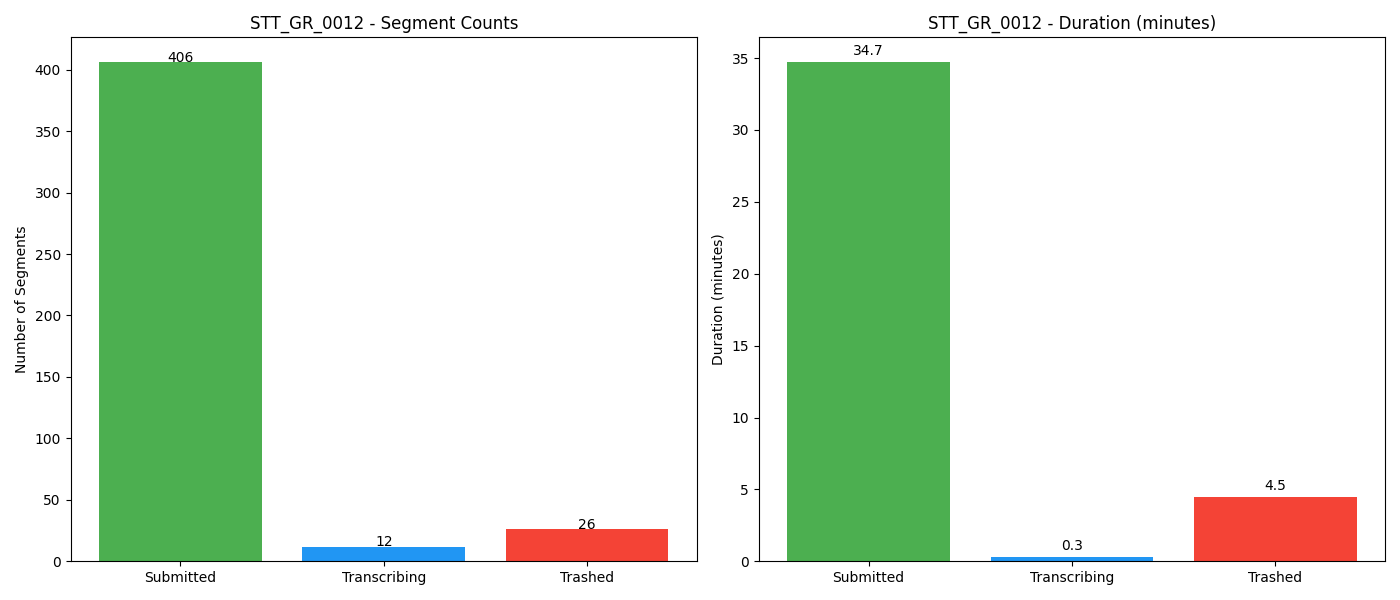 STT_GR_0012 - Segment Counts
Number of Segments
400
350
300
250
200
150
100
50
0
406
12
26
Submitted
Transcribing
Trashed
STT_GR_0012 - Duration (minutes)
Duration (minutes)
35
30
25
20
15
10
5
0
34.7
0.3
4.5
Submitted
Transcribing
Trashed